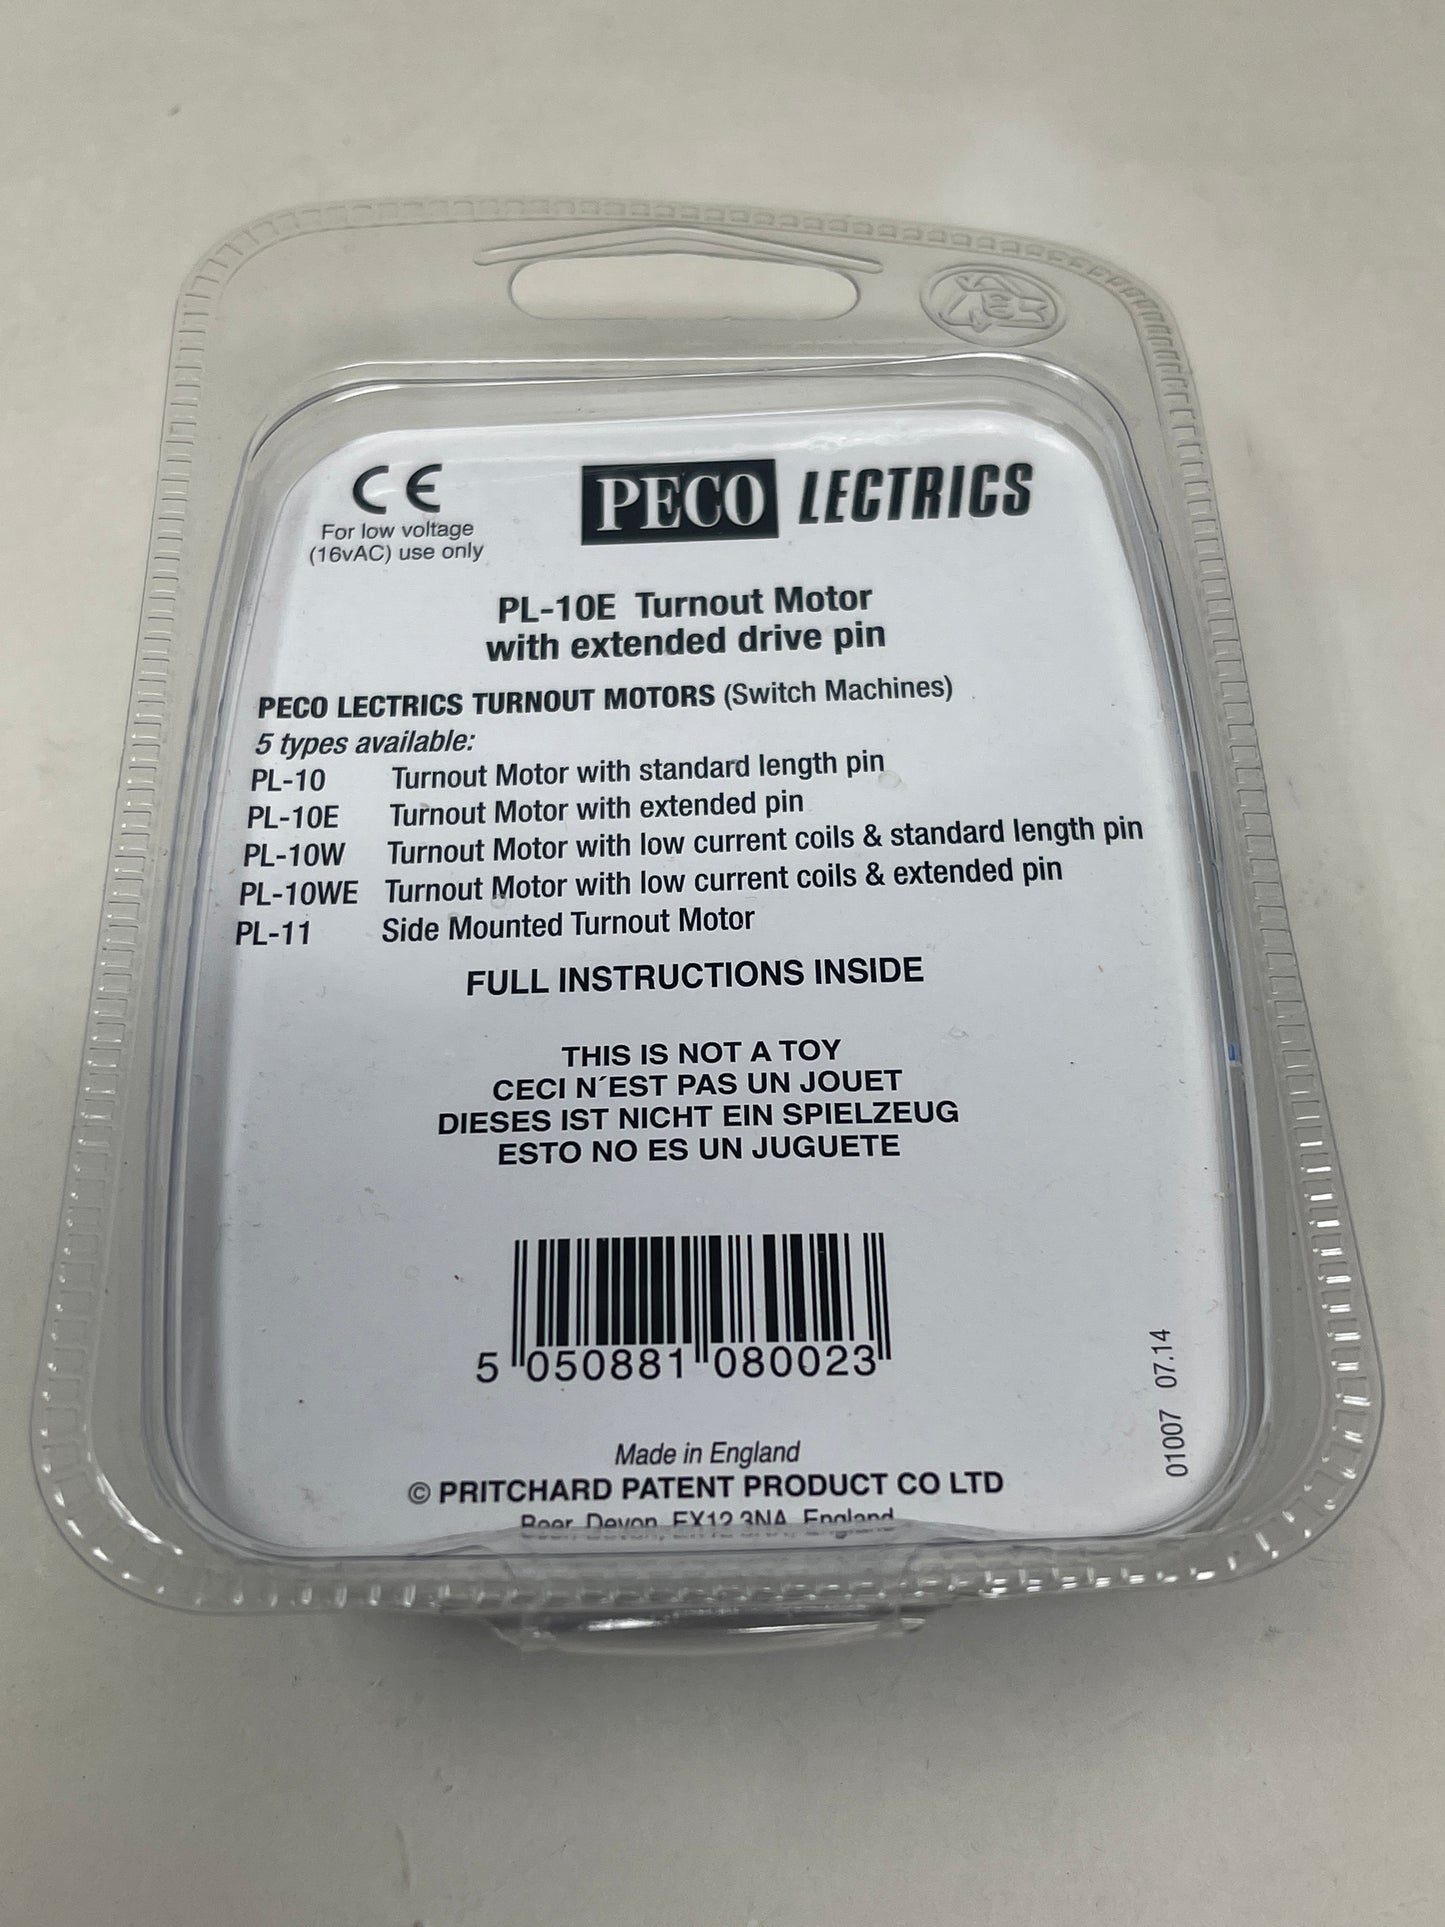 CE
For low voltage
(16vAC) use only
PECO LECTRICS
PL-10E Turnout Motor
with extended drive pin
PECO LECTRICS TURNOUT MOTORS (Switch Machines)
5 types available:
PL-10 Turnout Motor with standard length pin
PL-10E Turnout Motor with extended pin
PL-10W Turnout Motor with low current coils & standard length pin
PL-10WE Turnout Motor with low current coils & extended pin
PL-11 Side Mounted Turnout Motor
FULL INSTRUCTIONS INSIDE
THIS IS NOT A TOY
CECI N´EST PAS UN JOUET
DIESES IST NICHT EIN SPIELZEUG
ESTO NO ES UN JUGUETE
5 050881 080023
01007 07.14
Made in England
© PRITCHARD PATENT PRODUCT CO LTD
Beer, Devon, EX12 3NA, England